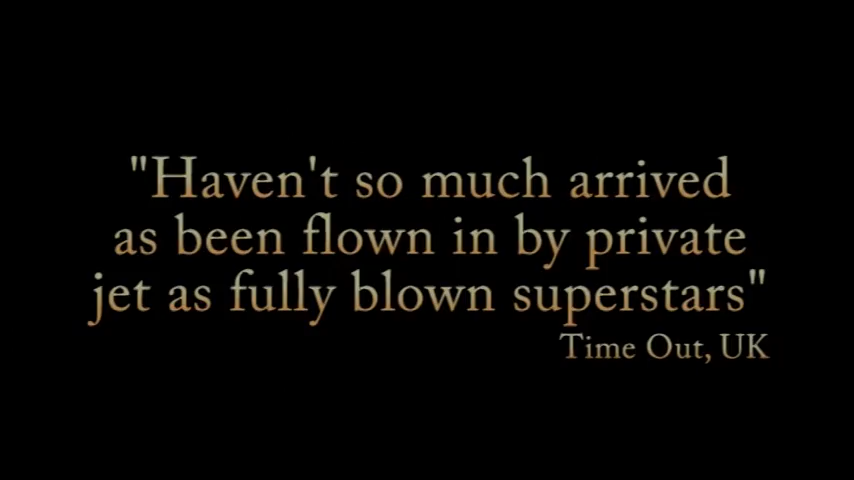 "Haven't so much arrived
as been flown in by private
jet as fully blown superstars"
Time Out, UK